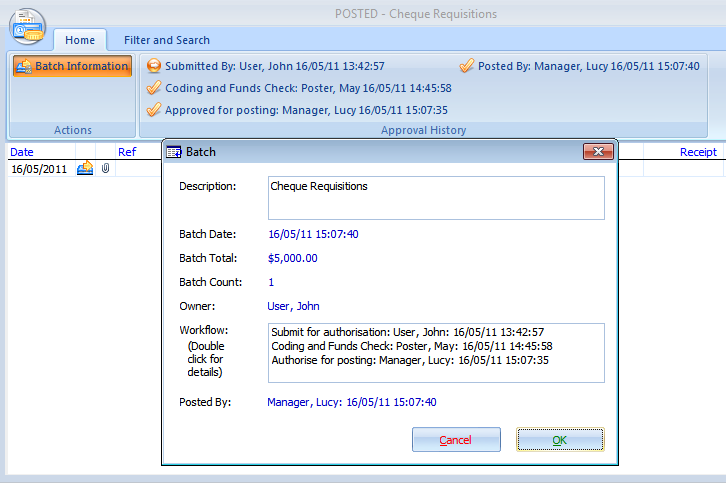 POSTED - Cheque Requisitions
Home
Filter and Search
Batch Information
Submitted By: User, John 16/05/11 13:42:57
Posted By: Manager, Lucy 16/05/11 15:07:40
Coding and Funds Check: Poster, May 16/05/11 14:45:58
Approved for posting: Manager, Lucy 16/05/11 15:07:35
Actions
Approval History
Date
Ref
Receipt
16/05/2011
Batch
Description:
Cheque Requisitions
Batch Date:
16/05/11 15:07:40
Batch Total:
$5,000.00
Batch Count:
1
Owner:
User, John
Workflow:
(Double
click for
details)
Submit for authorisation: User, John: 16/05/11 13:42:57
Coding and Funds Check: Poster, May: 16/05/11 14:45:58
Authorise for posting: Manager, Lucy: 16/05/11 15:07:35
Posted By:
Manager, Lucy: 16/05/11 15:07:40
Cancel
OK